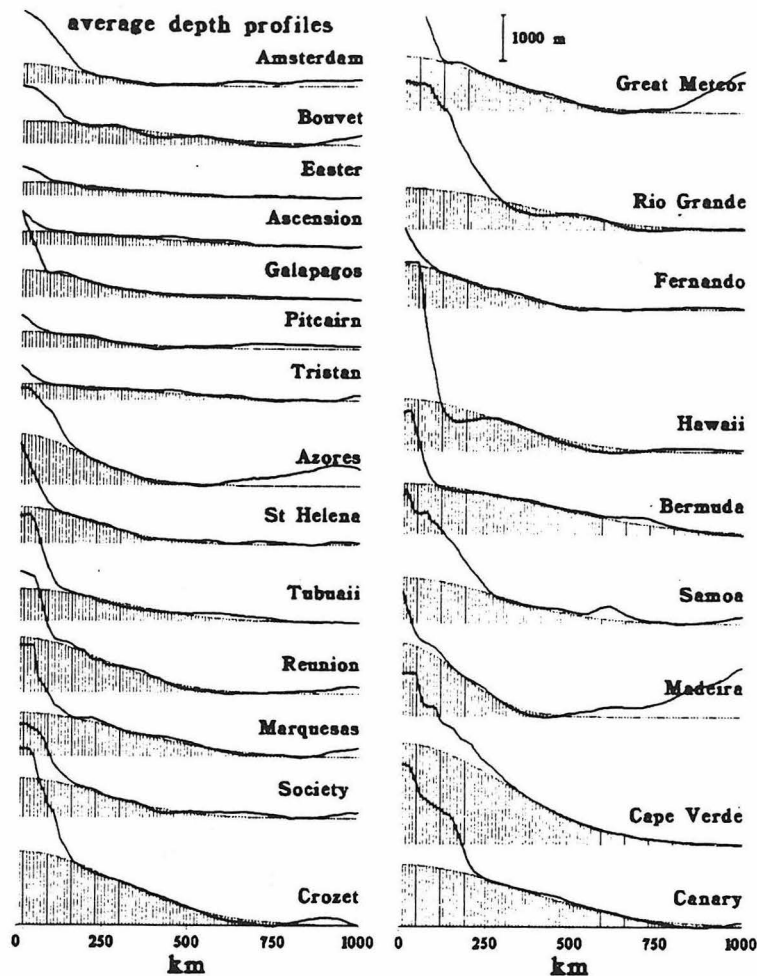 average depth profiles
Amsterdam
Bouvet
Easter
Ascension
Galapagos
Pitcairn
Tristan
Azores
St Helena
Tubuaii
Reunion
Marquesas
Society
Crozet
0 250 500 750 1000
km
1000 m
Great Meteor
Rio Grande
Fernando
Hawaii
Bermuda
Samoa
Madeira
Cape Verde
Canary
0 250 500 750 1000
km